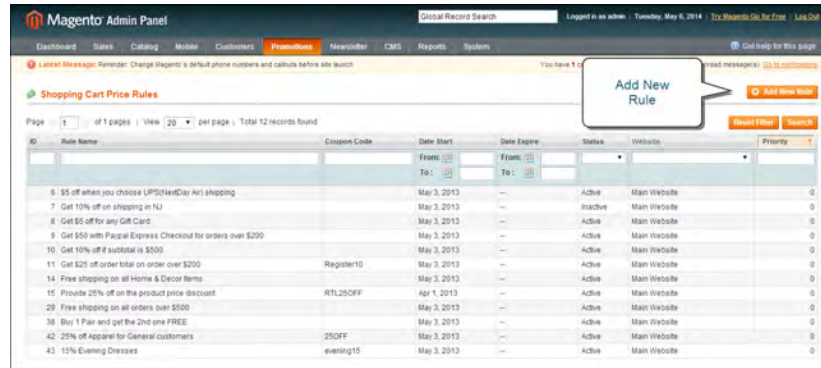 Magento Admin Panel
Global Record Search
Logged in as admin | Tuesday, May 6, 2014 | Try Magento Go for Free | Log Out
Dashboard Sales Catalog Mobile Customers Promotions Newsletter CMS Reports System Get help for this page
Latest Message: Reminder: Change Magento's default phone numbers and callouts before site launch You have 1 read message(s). Go to notifications
Add New Rule
Shopping Cart Price Rules Add New Rule
Page 1 of 1 pages | View 20 per page | Total 12 records found Reset Filter Search
ID Rule Name Coupon Code Date Start Date Expire Status Website Priority
From: From:
To: To:
6 $5 off when you choose UPS(NextDay Air) shipping May 3, 2013 -- Active Main Website 0
7 Get 10% off on shipping in NJ May 3, 2013 -- Inactive Main Website 0
8 Get $5 off for any Gift Card May 3, 2013 -- Active Main Website 0
9 Get $50 with Paypal Express Checkout for orders over $200 May 3, 2013 -- Active Main Website 0
10 Get 10% off if subtotal is $500 May 3, 2013 -- Active Main Website 0
11 Get $25 off order total on order over $200 Register10 May 3, 2013 -- Active Main Website 0
14 Free shipping on all Home & Decor Items May 3, 2013 -- Active Main Website 0
15 Provide 25% off on the product price discount RTL25OFF Apr 1, 2013 -- Active Main Website 0
29 Free shipping on all orders over $500 May 3, 2013 -- Active Main Website 0
38 Buy 1 Pair and get the 2nd one FREE May 3, 2013 -- Active Main Website 0
42 25% off Apparel for General customers 25OFF May 3, 2013 -- Active Main Website 0
43 15% Evening Dresses evening15 May 3, 2013 -- Active Main Website 0